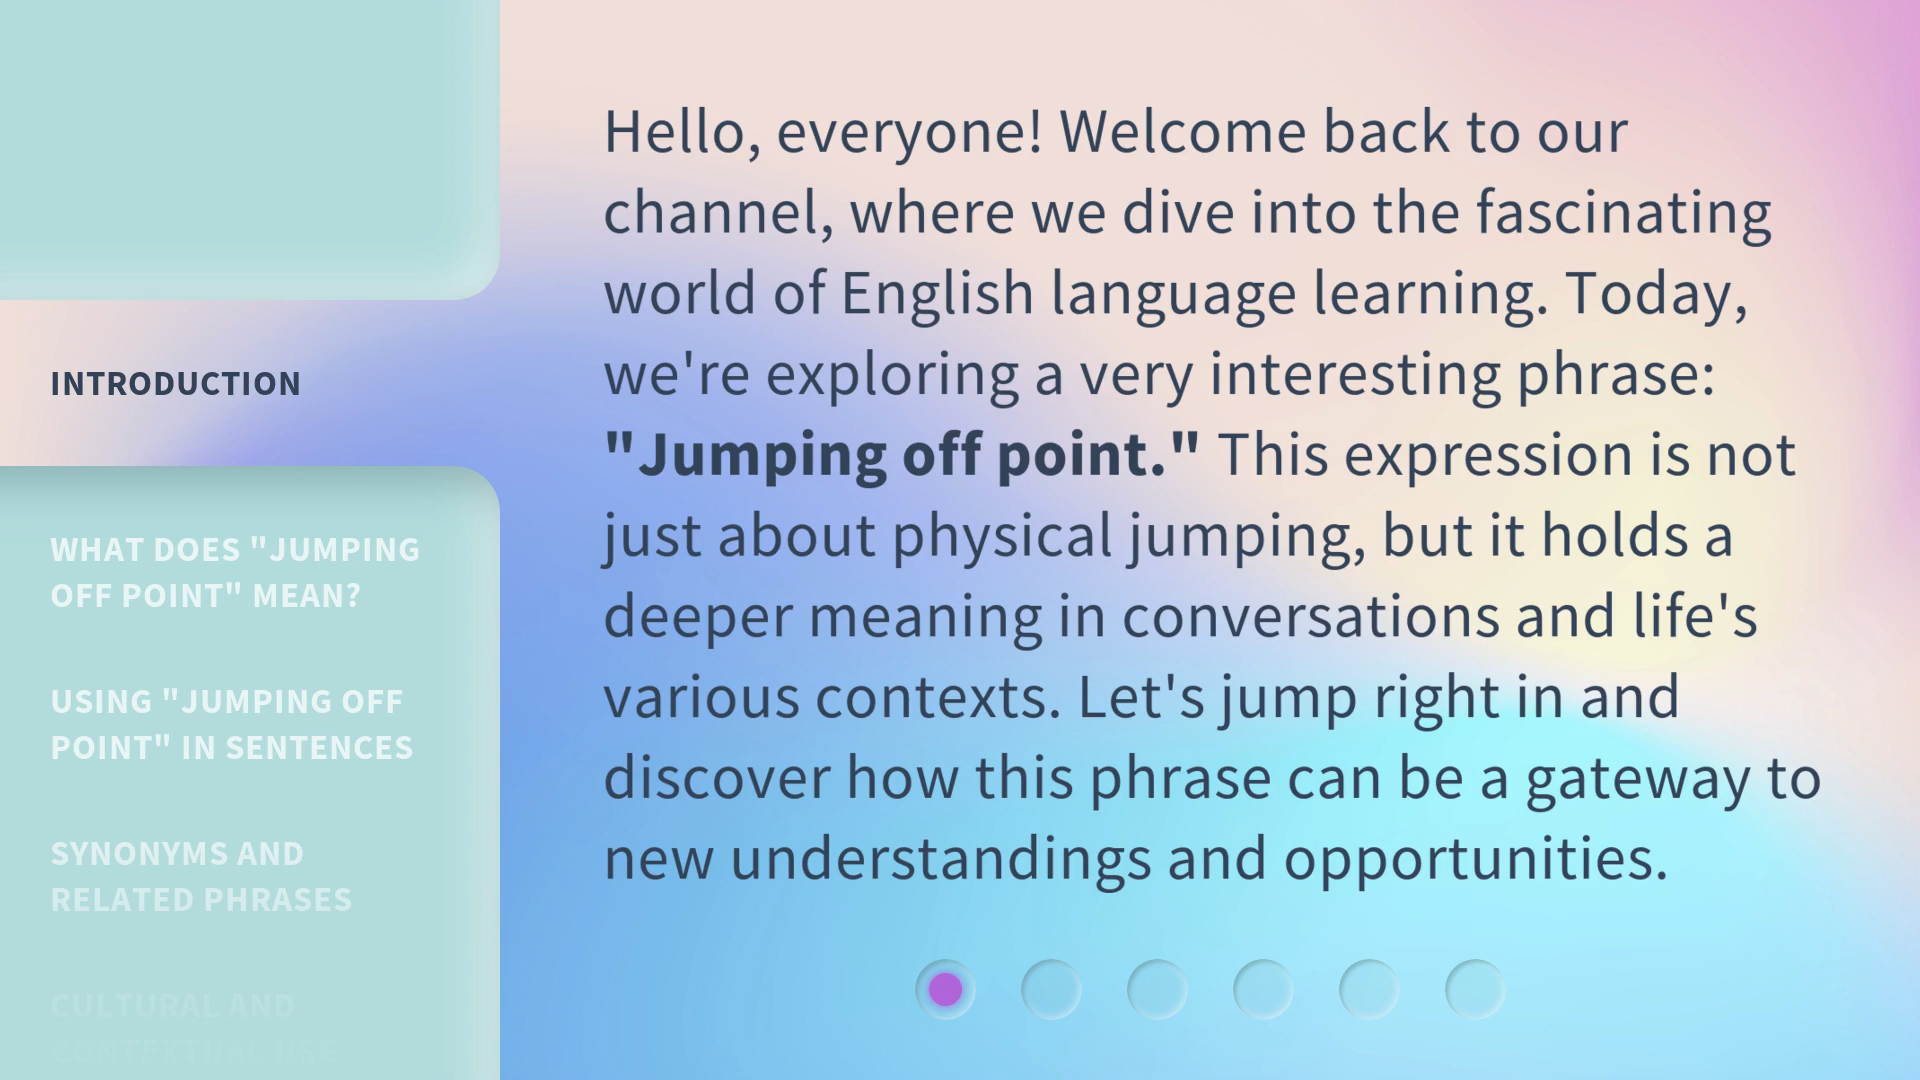 INTRODUCTION
WHAT DOES "JUMPING
OFF POINT" MEAN?
USING "JUMPING OFF
POINT" IN SENTENCES
SYNONYMS AND
RELATED PHRASES
CULTURAL AND
CONTEXTUAL USE
Hello, everyone! Welcome back to our
channel, where we dive into the fascinating
world of English language learning. Today,
we're exploring a very interesting phrase:
"Jumping off point." This expression is not
just about physical jumping, but it holds a
deeper meaning in conversations and life's
various contexts. Let's jump right in and
discover how this phrase can be a gateway to
new understandings and opportunities.